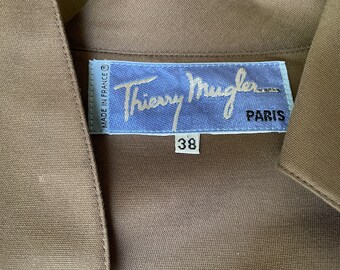 MADE IN FRANCE ®
Thierry Mugler
PARIS
38